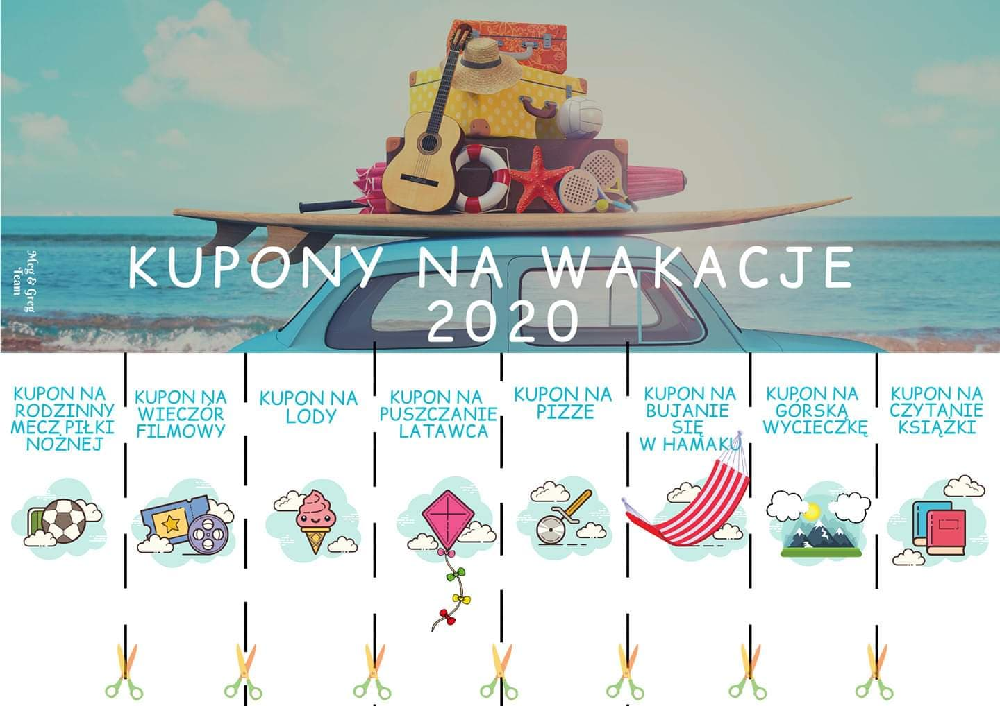 KUPONY NA WAKACJE
2020
Meg & Greg
Team
KUPON NA
RODZINNY
MECZ PIŁKI
NOŻNEJ
KUPON NA
WIECZÓR
FILMOWY
KUPON NA
LODY
KUPON NA
PUSZCZANIE
LATAWCA
KUPON NA
PIZZE
KUPON NA
BUJANIE
SIĘ
W HAMAKU
KUPON NA
GÓRSKĄ
WYCIECZKĘ
KUPON NA
CZYTANIE
KSIĄŻKI